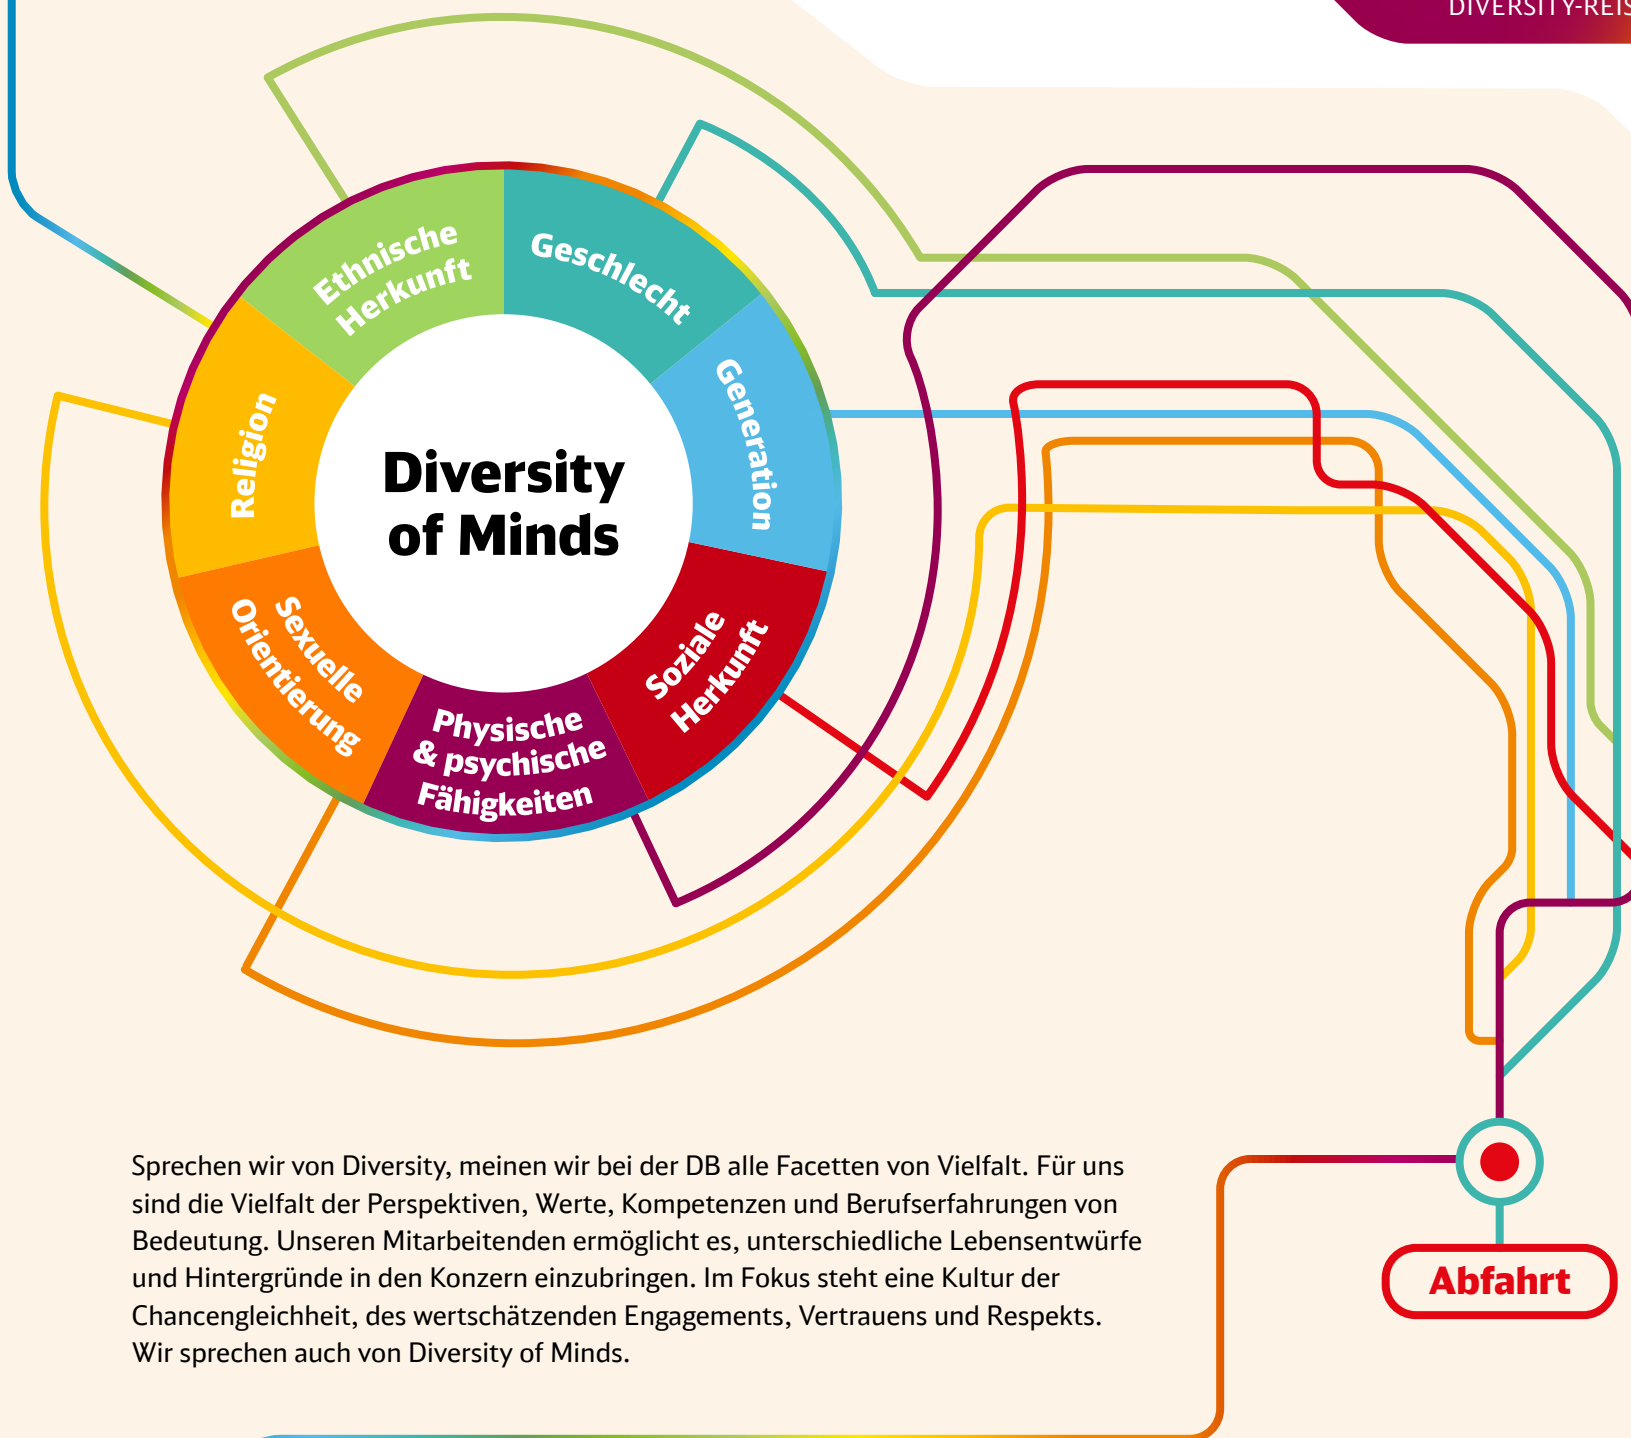 Ethnische
Herkunft
Geschlecht
Generation
Religion
Diversity
of Minds
Sexuelle
Orientierung
Physische
& psychische
Fähigkeiten
Soziale
Herkunft
Sprechen wir von Diversity, meinen wir bei der DB alle Facetten von Vielfalt. Für uns
sind die Vielfalt der Perspektiven, Werte, Kompetenzen und Berufserfahrungen von
Bedeutung. Unseren Mitarbeitenden ermöglicht es, unterschiedliche Lebensentwürfe
und Hintergründe in den Konzern einzubringen. Im Fokus steht eine Kultur der
Chancengleichheit, des wertschätzenden Engagements, Vertrauens und Respekts.
Wir sprechen auch von Diversity of Minds.
Abfahrt